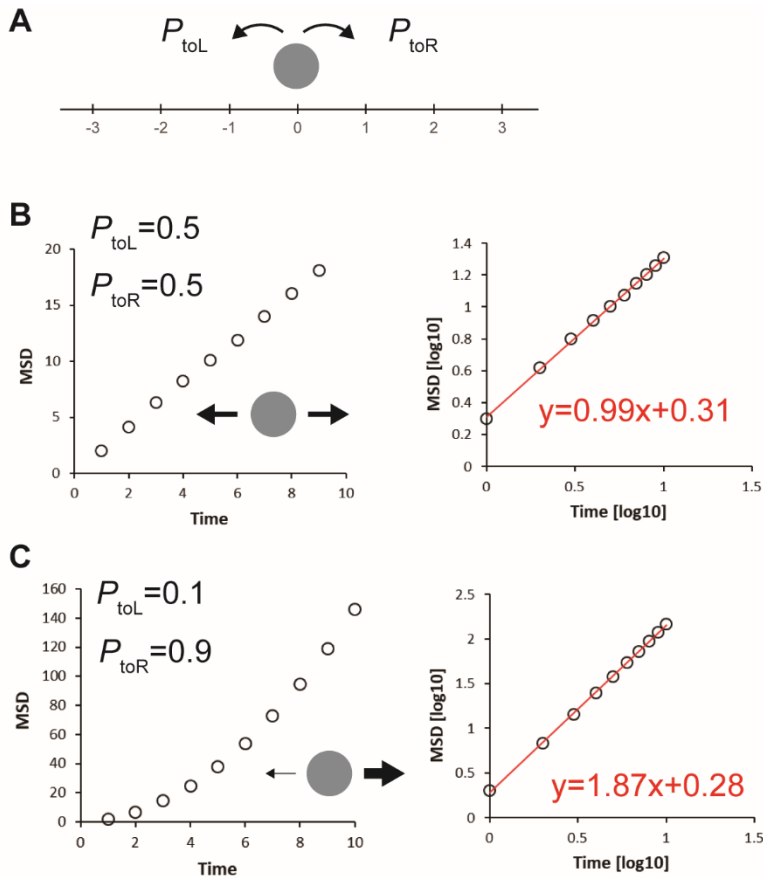 A
PtoL
PtoR
-3 -2 -1 0 1 2 3
B
PtoL=0.5
PtoR=0.5
20
15
10
5
0
MSD
0 2 4 6 8 10
Time
1.4
1.2
1
0.8
0.6
0.4
0.2
0
MSD [log10]
y=0.99x+0.31
0 0.5 1 1.5
Time [log10]
C
PtoL=0.1
PtoR=0.9
160
140
120
100
80
60
40
20
0
MSD
0 2 4 6 8 10
Time
2.5
2
1.5
1
0.5
0
MSD [log10]
y=1.87x+0.28
0 0.5 1 1.5
Time [log10]